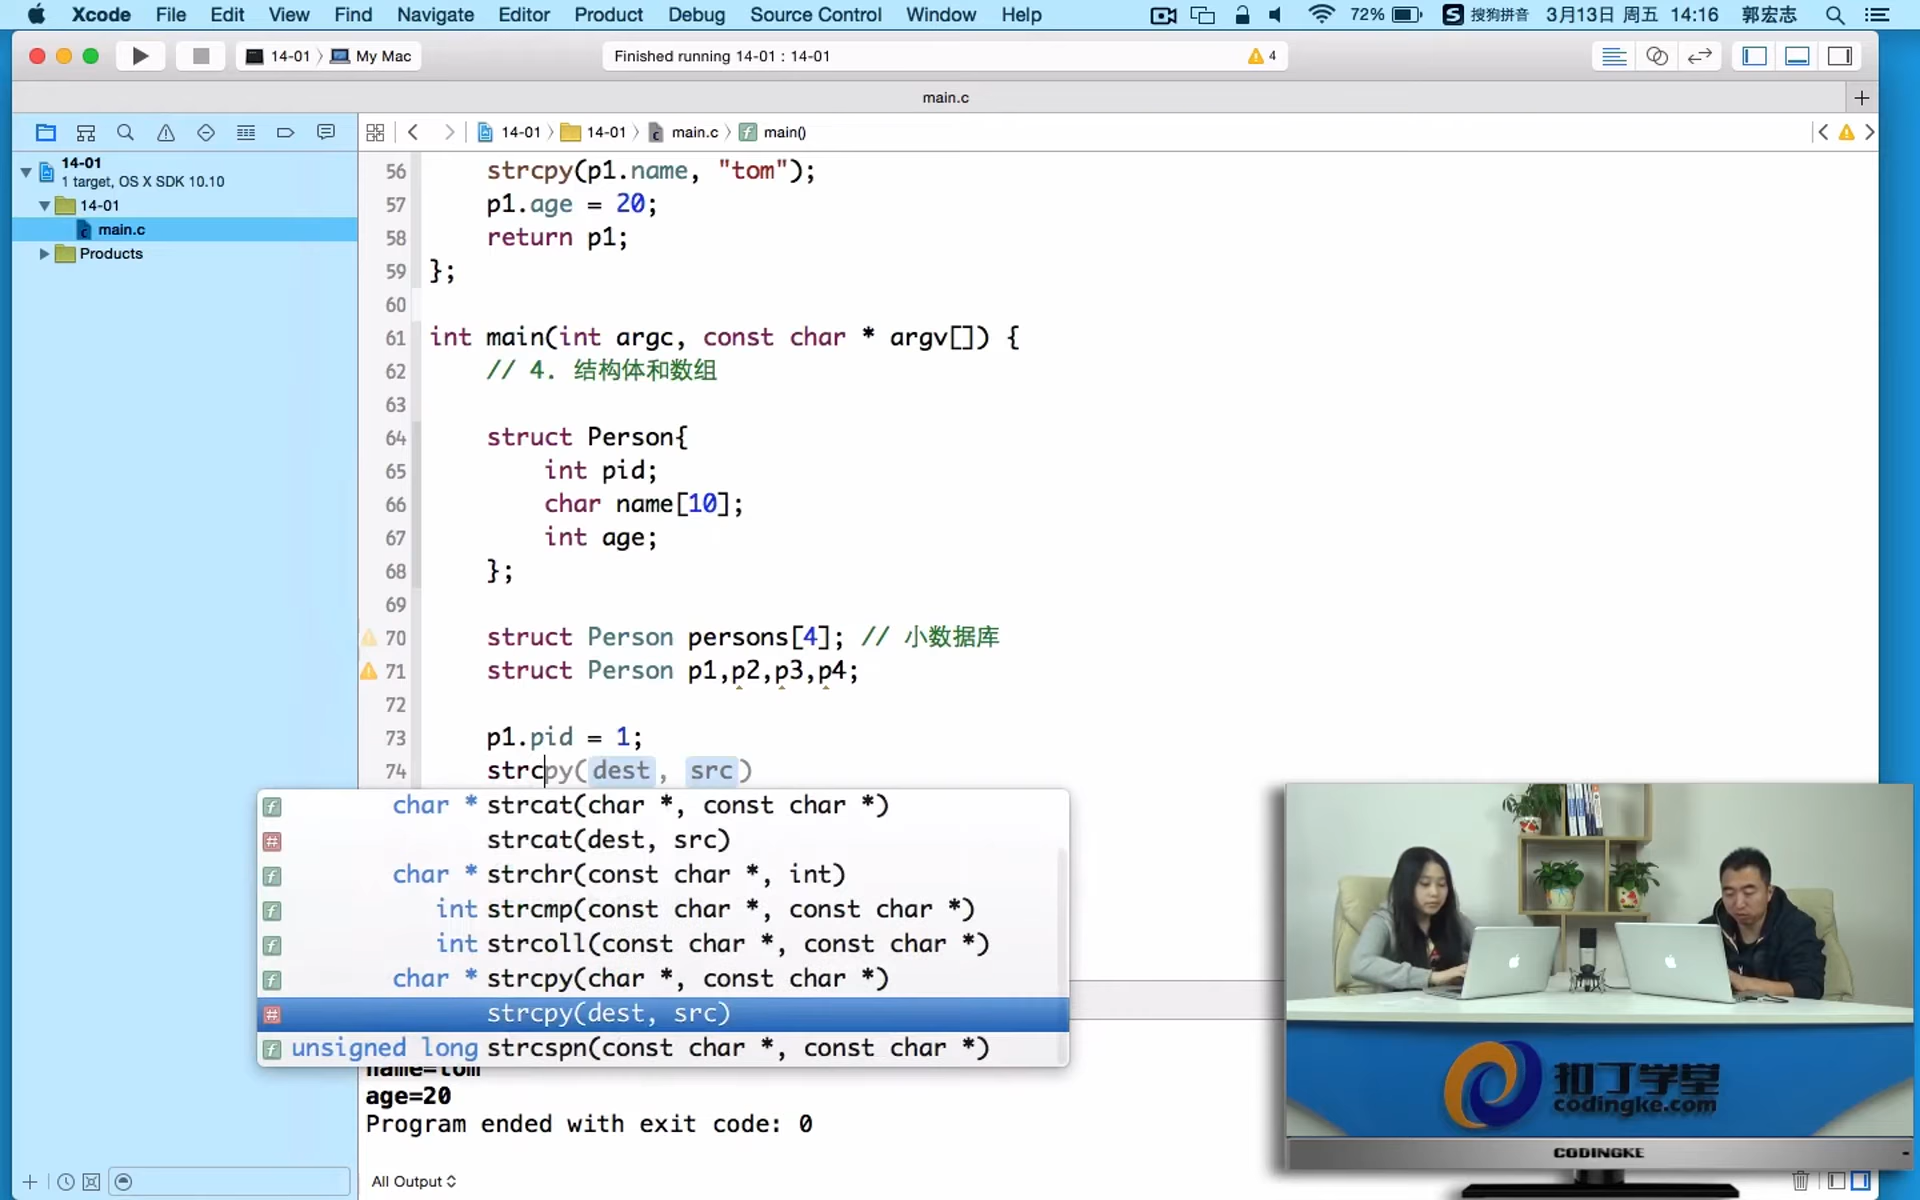 Xcode File Edit View Find Navigate Editor Product Debug Source Control Window Help 72% S 搜狗拼音 3月13日 周五 14:16 郭宏志
14-01 〉 My Mac
Finished running 14-01 : 14-01
4
main.c
14-01 〉 14-01 〉 main.c 〉 main()
14-01
1 target, OS X SDK 10.10
14-01
main.c
Products
56 strcpy(p1.name, "tom");
57 p1.age = 20;
58 return p1;
59 };
60
61 int main(int argc, const char * argv[]) {
62 // 4. 结构体和数组
63
64 struct Person{
65 int pid;
66 char name[10];
67 int age;
68 };
69
70 struct Person persons[4]; // 小数据库
71 struct Person p1,p2,p3,p4;
72
73 p1.pid = 1;
74 strcpy(dest, src)
char * strcat(char *, const char *)
strcat(dest, src)
char * strchr(const char *, int)
int strcmp(const char *, const char *)
int strcoll(const char *, const char *)
char * strcpy(char *, const char *)
strcpy(dest, src)
unsigned long strcspn(const char *, const char *)
name=tom
age=20
Program ended with exit code: 0
All Output
扣丁学堂
codingke.com
CODINGKE